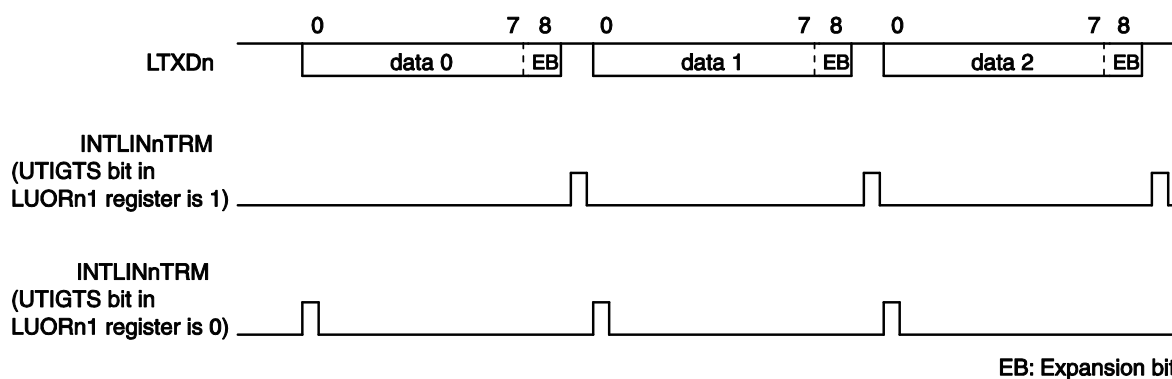 0 7 8 0 7 8 0 7 8
LTXDn data 0 EB data 1 EB data 2 EB
INTLINnTRM
(UTIGTS bit in
LUORn1 register is 1)
INTLINnTRM
(UTIGTS bit in
LUORn1 register is 0)
EB: Expansion bit